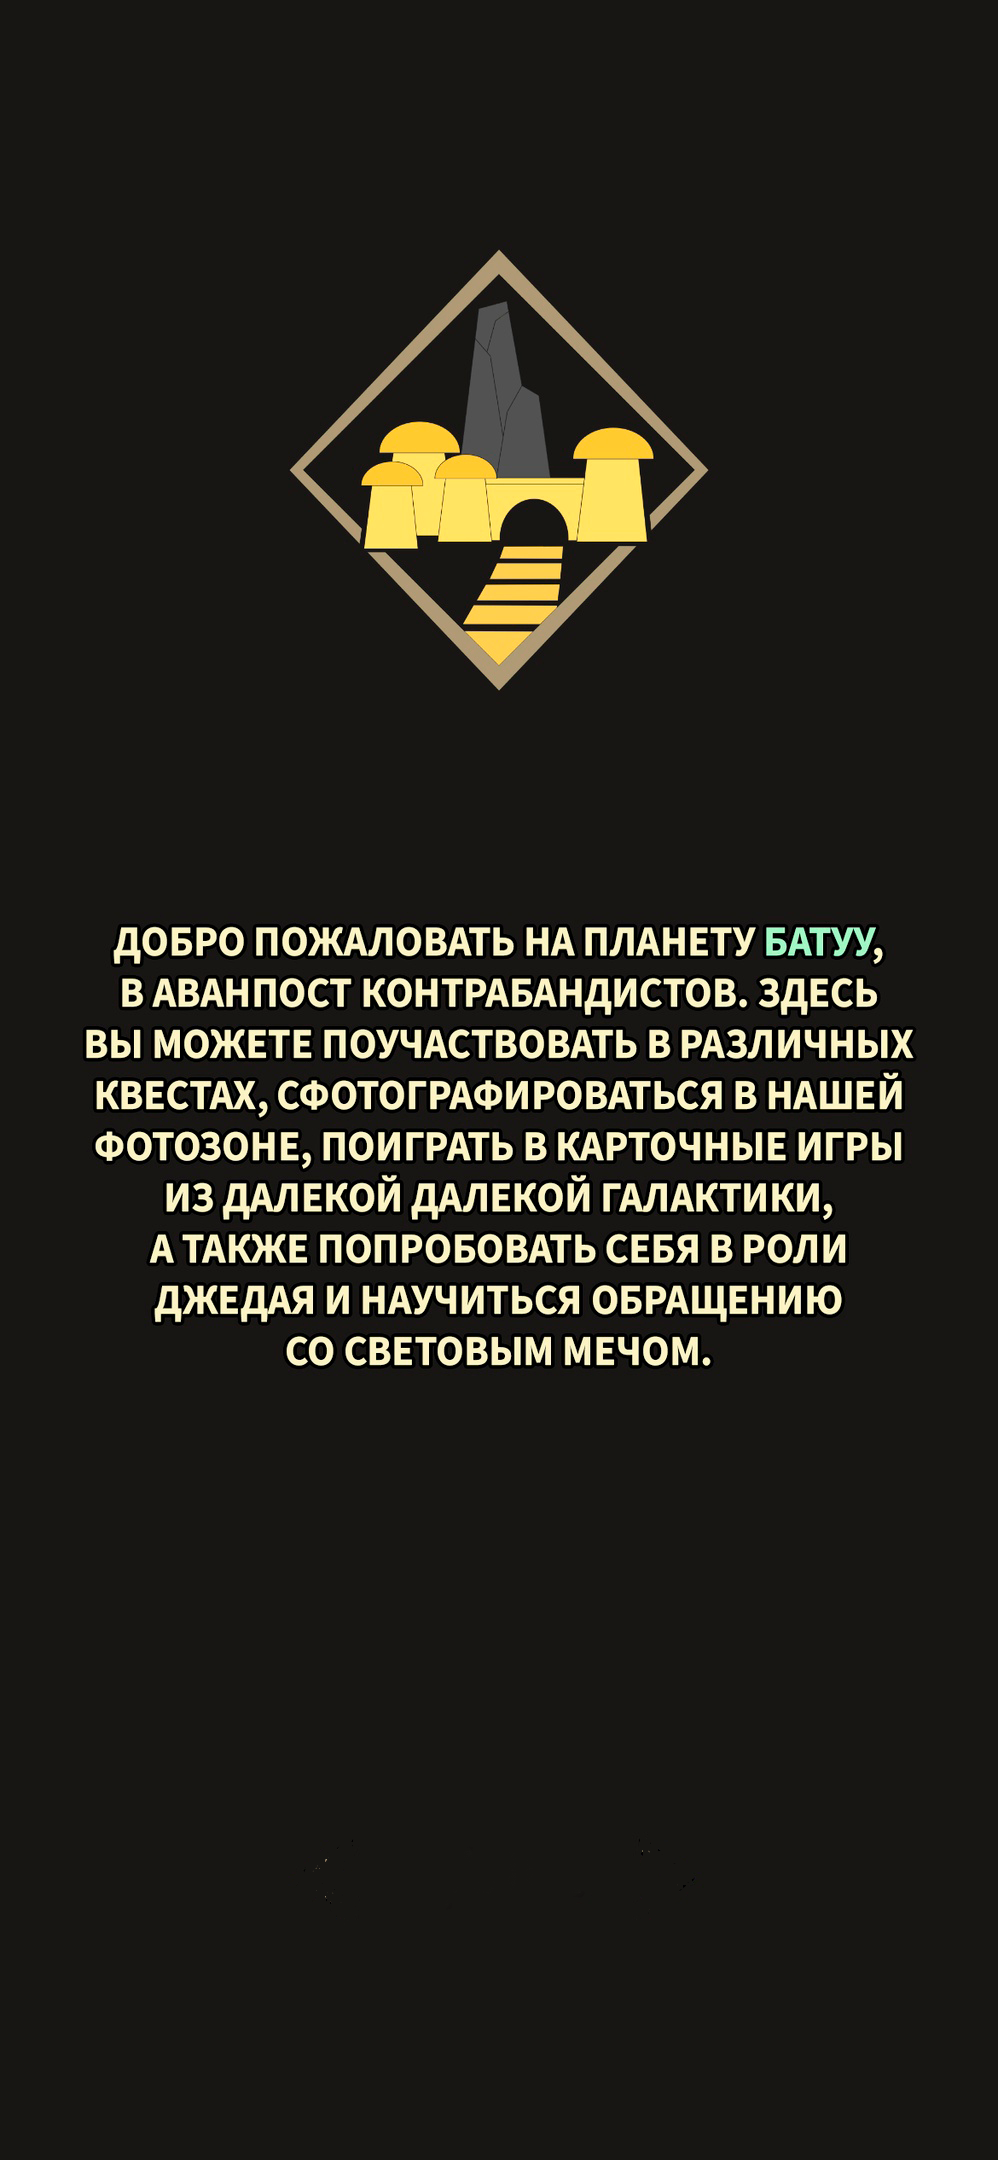 ДОБРО ПОЖАЛОВАТЬ НА ПЛАНЕТУ БАТУУ,
В АВАНПОСТ КОНТРАБАНДИСТОВ. ЗДЕСЬ
ВЫ МОЖЕТЕ ПОУЧАСТВОВАТЬ В РАЗЛИЧНЫХ
КВЕСТАХ, СФОТОГРАФИРОВАТЬСЯ В НАШЕЙ
ФОТОЗОНЕ, ПОИГРАТЬ В КАРТОЧНЫЕ ИГРЫ
ИЗ ДАЛЕКОЙ ДАЛЕКОЙ ГАЛАКТИКИ,
А ТАКЖЕ ПОПРОБОВАТЬ СЕБЯ В РОЛИ
ДЖЕДАЯ И НАУЧИТЬСЯ ОБРАЩЕНИЮ
СО СВЕТОВЫМ МЕЧОМ.